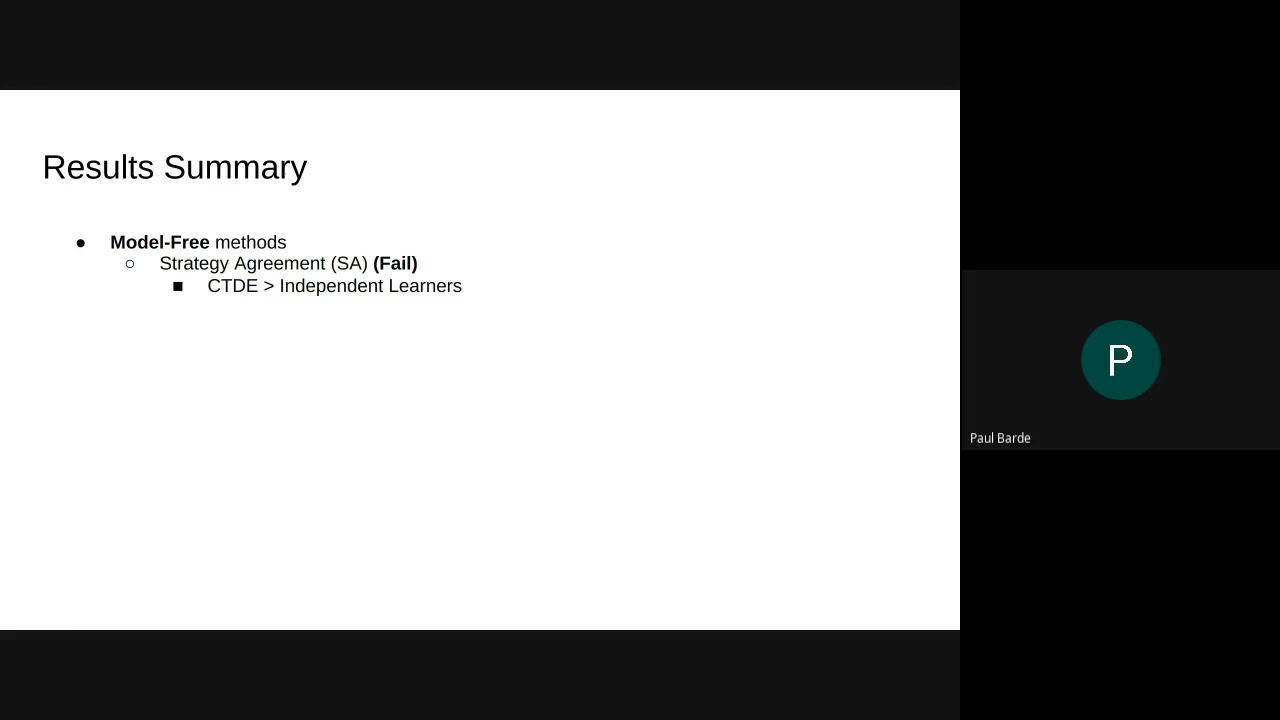 Results Summary
● Model-Free methods
○ Strategy Agreement (SA) (Fail)
■ CTDE > Independent Learners
P
Paul Barde